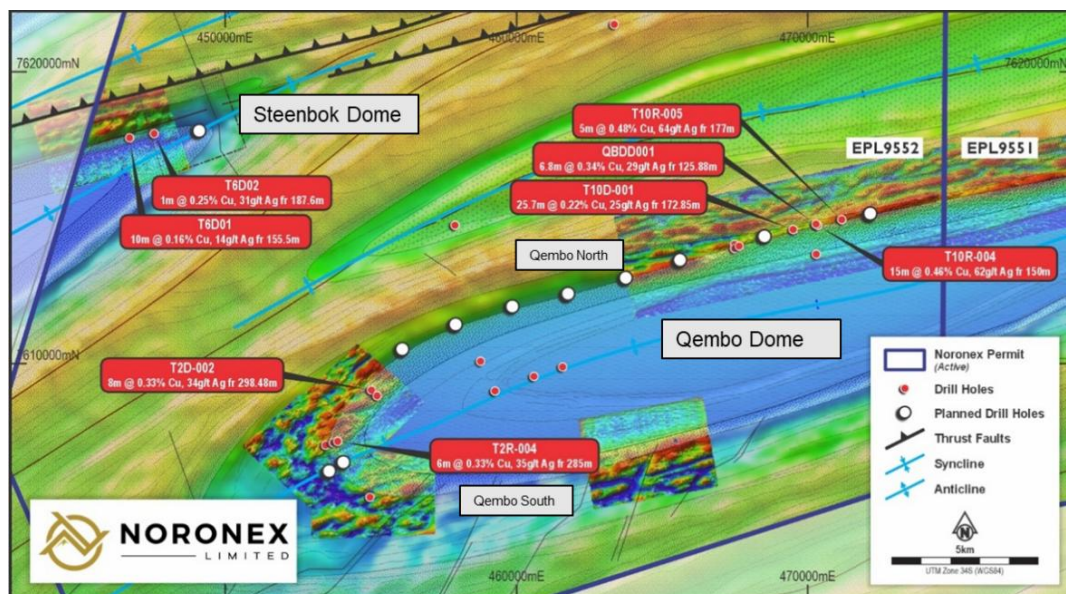 450000mE
460000mE
470000mE
7620000mN
7620000mN
Steenbok Dome
T10R-005
5m @ 0.48% Cu, 64g/t Ag fr 177m
EPL9552
EPL9551
QBDD001
6.8m @ 0.34% Cu, 29g/t Ag fr 125.88m
T6D02
1m @ 0.25% Cu, 31g/t Ag fr 187.6m
T10D-001
25.7m @ 0.22% Cu, 25g/t Ag fr 172.85m
T6D01
10m @ 0.16% Cu, 14g/t Ag fr 155.5m
Qembo North
T10R-004
15m @ 0.46% Cu, 62g/t Ag fr 150m
Qembo Dome
7610000mN
T2D-002
8m @ 0.33% Cu, 34g/t Ag fr 298.48m
T2R-004
6m @ 0.33% Cu, 35g/t Ag fr 285m
Qembo South
Noronex Permit
(Active)
Drill Holes
Planned Drill Holes
Thrust Faults
Syncline
Anticline
N
5km
UTM Zone 34S (WGS84)
NORONEX
LIMITED
460000mE
470000mE